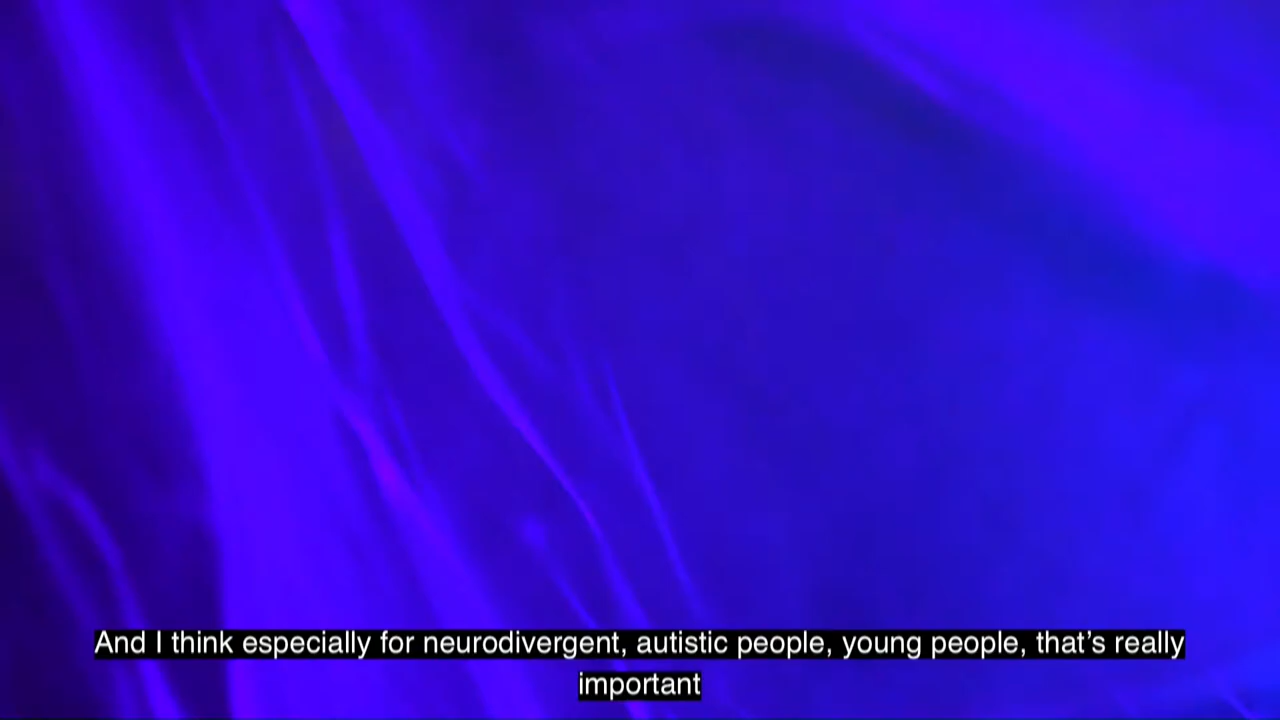 And I think especially for neurodivergent, autistic people, young people, that’s really
important